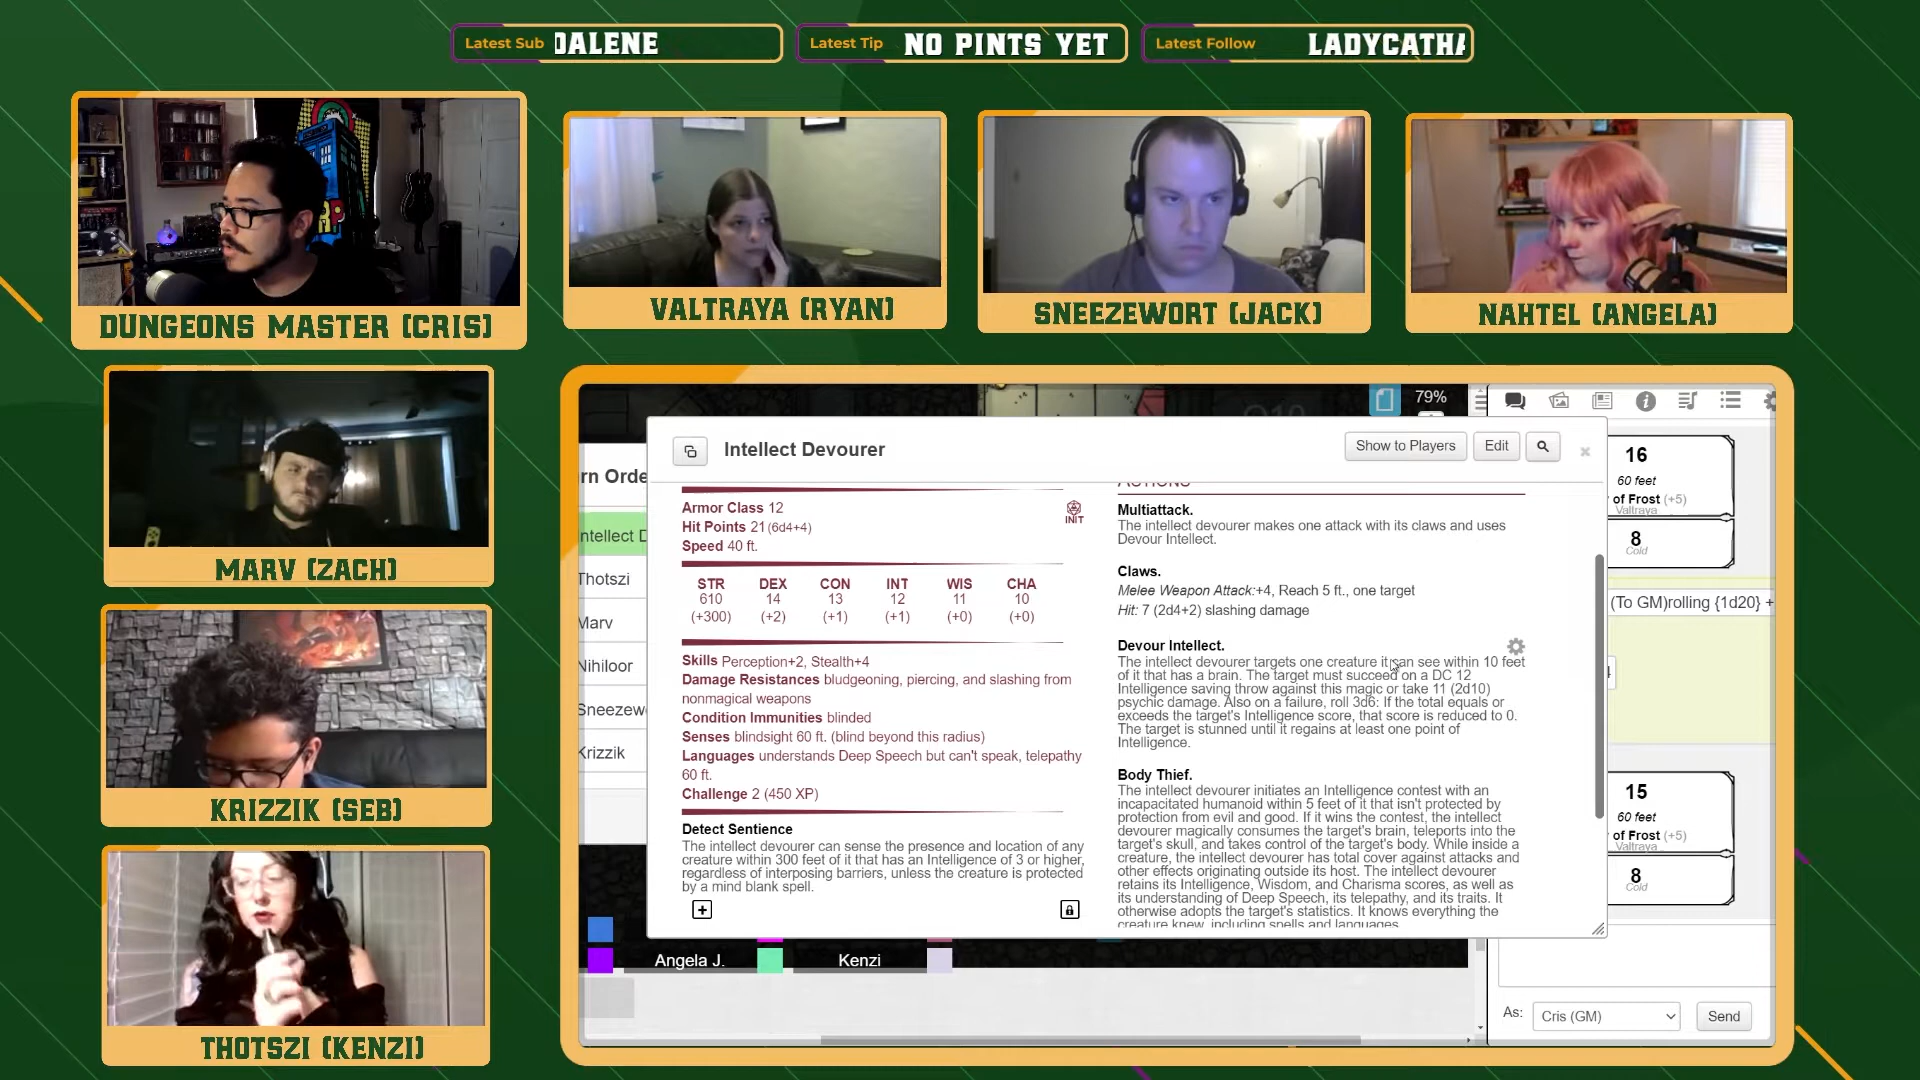 Latest Sub DALENE
Latest Tip NO PINTS YET
Latest Follow LADYCATHA
DUNGEONS MASTER (CRIS)
VALTRAYA (RYAN)
SNEEZEWORT (JACK)
NAHTEL (ANGELA)
MARV (ZACH)
KRIZZIK (SEB)
THOTSZI (KENZI)
79%
rn Orde
Intellect D
Thotszi
Marv
Nihiloor
Sneezew
Krizzik
Intellect Devourer
Show to Players
Edit
Armor Class 12
Hit Points 21 (6d4+4)
Speed 40 ft.
INIT
STR DEX CON INT WIS CHA
610 14 13 12 11 10
(+300) (+2) (+1) (+1) (+0) (+0)
Skills Perception+2, Stealth+4
Damage Resistances bludgeoning, piercing, and slashing from
nonmagical weapons
Condition Immunities blinded
Senses blindsight 60 ft. (blind beyond this radius)
Languages understands Deep Speech but can't speak, telepathy
60 ft.
Challenge 2 (450 XP)
Detect Sentience
The intellect devourer can sense the presence and location of any
creature within 300 feet of it that has an Intelligence of 3 or higher,
regardless of interposing barriers, unless the creature is protected
by a mind blank spell.
ACTIONS
Multiattack.
The intellect devourer makes one attack with its claws and uses
Devour Intellect.
Claws.
Melee Weapon Attack:+4, Reach 5 ft., one target
Hit: 7 (2d4+2) slashing damage
Devour Intellect.
The intellect devourer targets one creature it can see within 10 feet
of it that has a brain. The target must succeed on a DC 12
Intelligence saving throw against this magic or take 11 (2d10)
psychic damage. Also on a failure, roll 3d6: If the total equals or
exceeds the target's Intelligence score, that score is reduced to 0.
The target is stunned until it regains at least one point of
Intelligence.
Body Thief.
The intellect devourer initiates an Intelligence contest with an
incapacitated humanoid within 5 feet of it that isn't protected by
protection from evil and good. If it wins the contest, the intellect
devourer magically consumes the target's brain, teleports into the
target's skull, and takes control of the target's body. While inside a
creature, the intellect devourer has total cover against attacks and
other effects originating outside its host. The intellect devourer
retains its Intelligence, Wisdom, and Charisma scores, as well as
its understanding of Deep Speech, its telepathy, and its traits. It
otherwise adopts the target's statistics. It knows everything the
creature knew, including spells and languages.
16
60 feet
of Frost (+5)
Valtraya
8
Cold
(To GM)rolling {1d20} +
15
60 feet
of Frost (+5)
Valtraya
8
Cold
Angela J.
Kenzi
As: Cris (GM)
Send